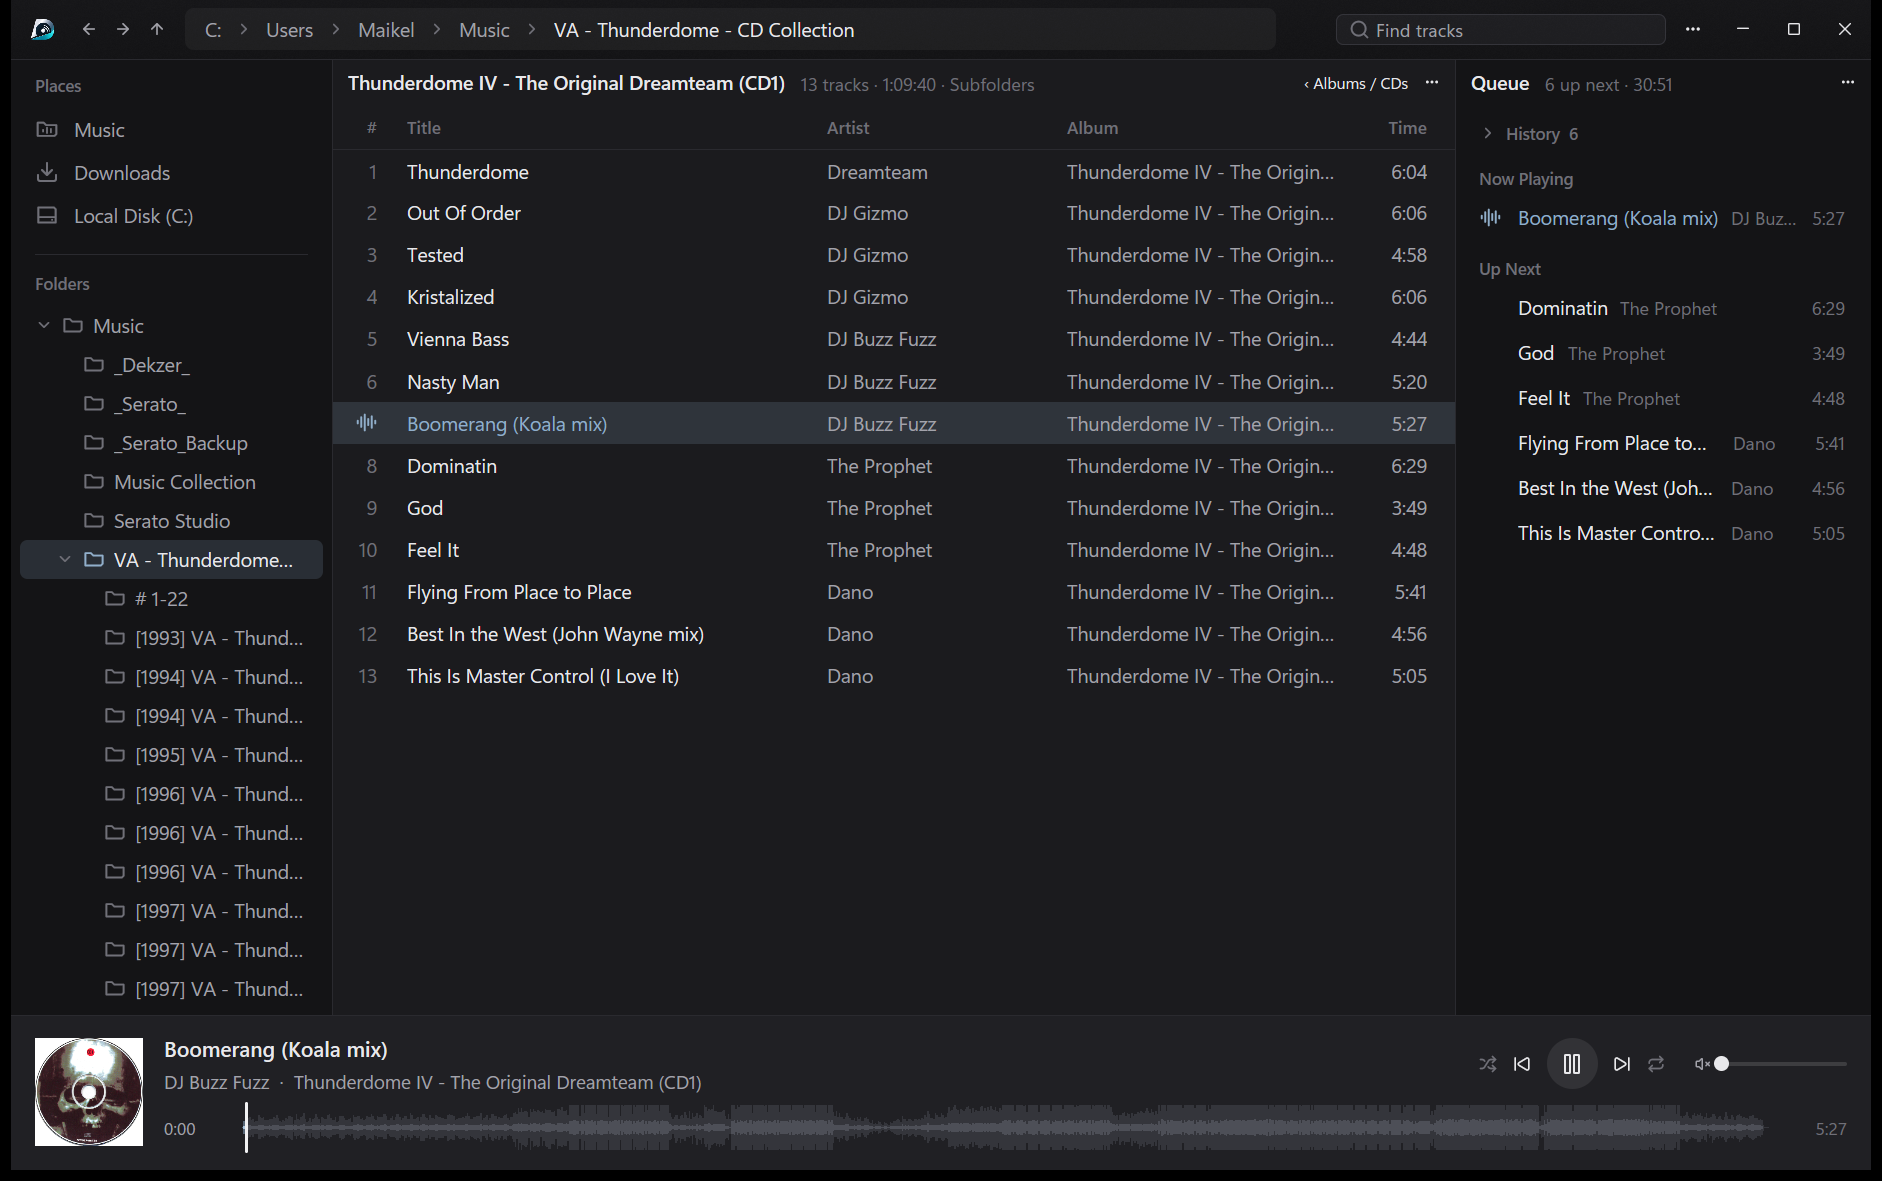 C: Users Maikel Music VA - Thunderdome - CD Collection
Find tracks
Places
Music
Downloads
Local Disk (C:)
Folders
Music
_Dekzer_
_Serato_
_Serato_Backup
Music Collection
Serato Studio
VA - Thunderdome...
# 1-22
[1993] VA - Thund...
[1994] VA - Thund...
[1994] VA - Thund...
[1995] VA - Thund...
[1996] VA - Thund...
[1996] VA - Thund...
[1996] VA - Thund...
[1997] VA - Thund...
[1997] VA - Thund...
[1997] VA - Thund...
Thunderdome IV - The Original Dreamteam (CD1) 13 tracks · 1:09:40 · Subfolders ‹ Albums / CDs
# Title Artist Album Time
1 Thunderdome Dreamteam Thunderdome IV - The Origin... 6:04
2 Out Of Order DJ Gizmo Thunderdome IV - The Origin... 6:06
3 Tested DJ Gizmo Thunderdome IV - The Origin... 4:58
4 Kristalized DJ Gizmo Thunderdome IV - The Origin... 6:06
5 Vienna Bass DJ Buzz Fuzz Thunderdome IV - The Origin... 4:44
6 Nasty Man DJ Buzz Fuzz Thunderdome IV - The Origin... 5:20
Boomerang (Koala mix) DJ Buzz Fuzz Thunderdome IV - The Origin... 5:27
8 Dominatin The Prophet Thunderdome IV - The Origin... 6:29
9 God The Prophet Thunderdome IV - The Origin... 3:49
10 Feel It The Prophet Thunderdome IV - The Origin... 4:48
11 Flying From Place to Place Dano Thunderdome IV - The Origin... 5:41
12 Best In the West (John Wayne mix) Dano Thunderdome IV - The Origin... 4:56
13 This Is Master Control (I Love It) Dano Thunderdome IV - The Origin... 5:05
Queue 6 up next · 30:51
History 6
Now Playing
Boomerang (Koala mix) DJ Buz... 5:27
Up Next
Dominatin The Prophet 6:29
God The Prophet 3:49
Feel It The Prophet 4:48
Flying From Place to... Dano 5:41
Best In the West (Joh... Dano 4:56
This Is Master Contro... Dano 5:05
Boomerang (Koala mix)
DJ Buzz Fuzz · Thunderdome IV - The Original Dreamteam (CD1)
0:00 5:27